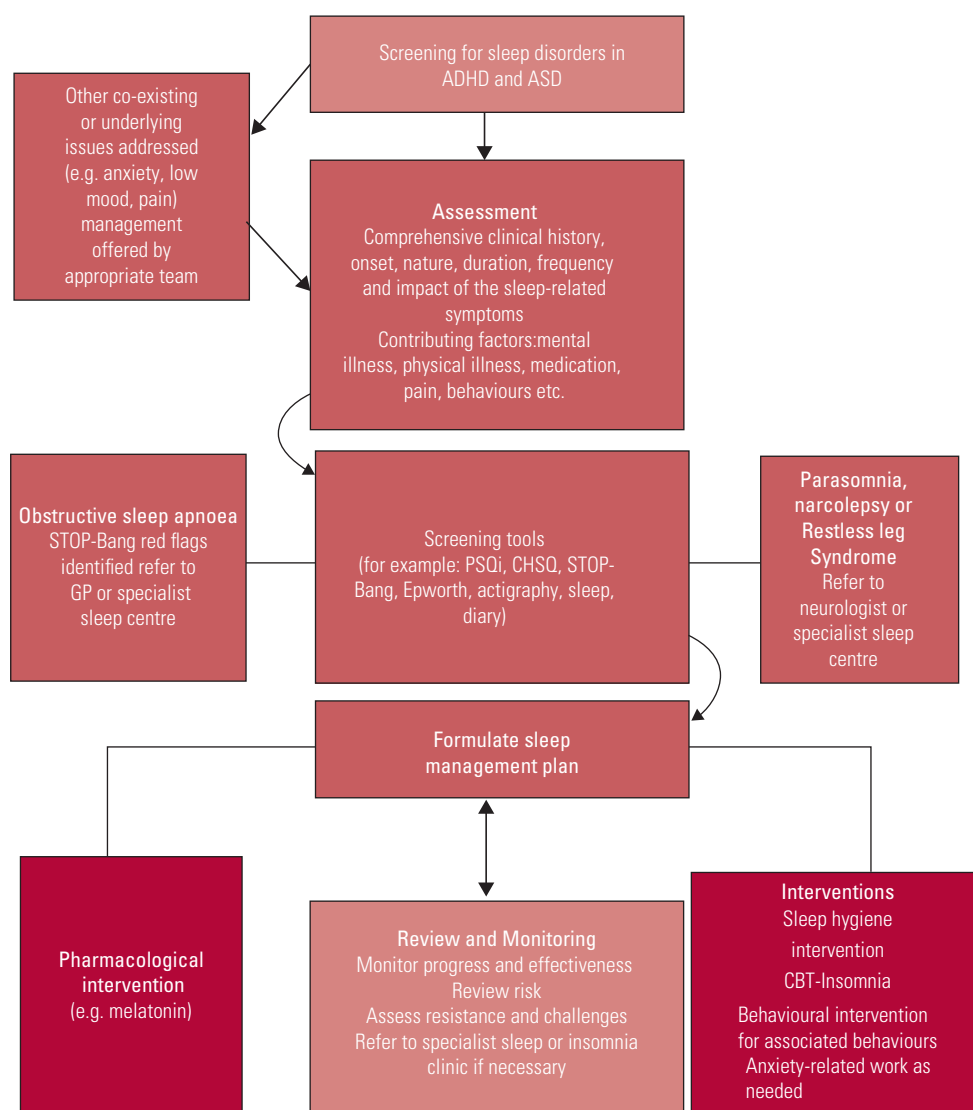 Screening for sleep disorders in
ADHD and ASD
Other co-existing
or underlying
issues addressed
(e.g. anxiety, low
mood, pain)
management
offered by
appropriate team
Assessment
Comprehensive clinical history,
onset, nature, duration, frequency
and impact of the sleep-related
symptoms
Contributing factors:mental
illness, physical illness, medication,
pain, behaviours etc.
Obstructive sleep apnoea
STOP-Bang red flags
identified refer to
GP or specialist
sleep centre
Screening tools
(for example: PSQi, CHSQ, STOP-
Bang, Epworth, actigraphy, sleep,
diary)
Parasomnia,
narcolepsy or
Restless leg
Syndrome
Refer to
neurologist or
specialist sleep
centre
Formulate sleep
management plan
Pharmacological
intervention
(e.g. melatonin)
Review and Monitoring
Monitor progress and effectiveness
Review risk
Assess resistance and challenges
Refer to specialist sleep or insomnia
clinic if necessary
Interventions
Sleep hygiene
intervention
CBT-Insomnia
Behavioural intervention
for associated behaviours
Anxiety-related work as
needed